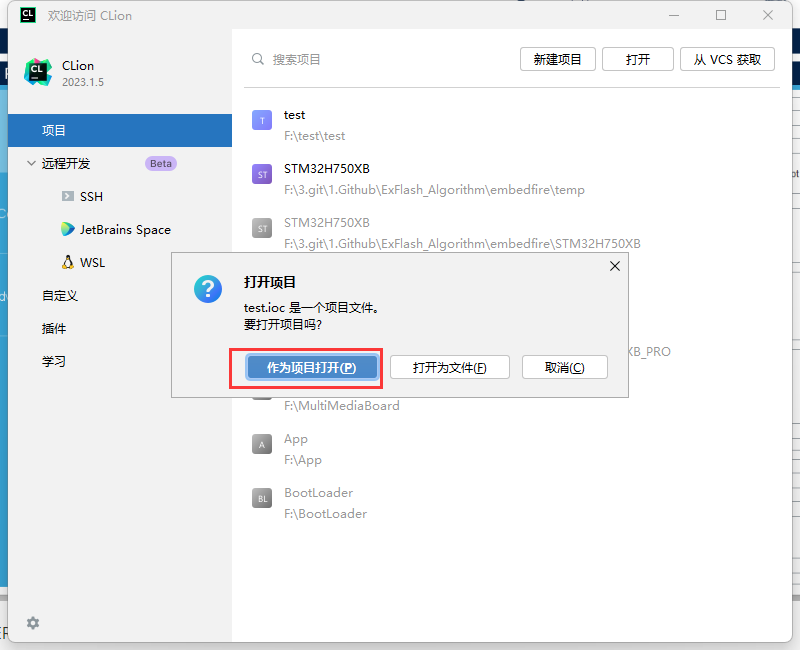 CL 欢迎访问 CLion
CL
CLion
2023.1.5
搜索项目
新建项目
打开
从 VCS 获取
项目
远程开发
Beta
SSH
JetBrains Space
WSL
自定义
插件
学习
T
test
F:\test\test
ST
STM32H750XB
F:\3.git\1.Github\ExFlash_Algorithm\embedfire\temp
ST
STM32H750XB
F:\3.git\1.Github\ExFlash_Algorithm\embedfire\STM32H750XB
打开项目
test.ioc 是一个项目文件。
要打开项目吗?
作为项目打开(P)
打开为文件(F)
取消(C)
XB_PRO
F:\MultiMediaBoard
A
App
F:\App
BL
BootLoader
F:\BootLoader